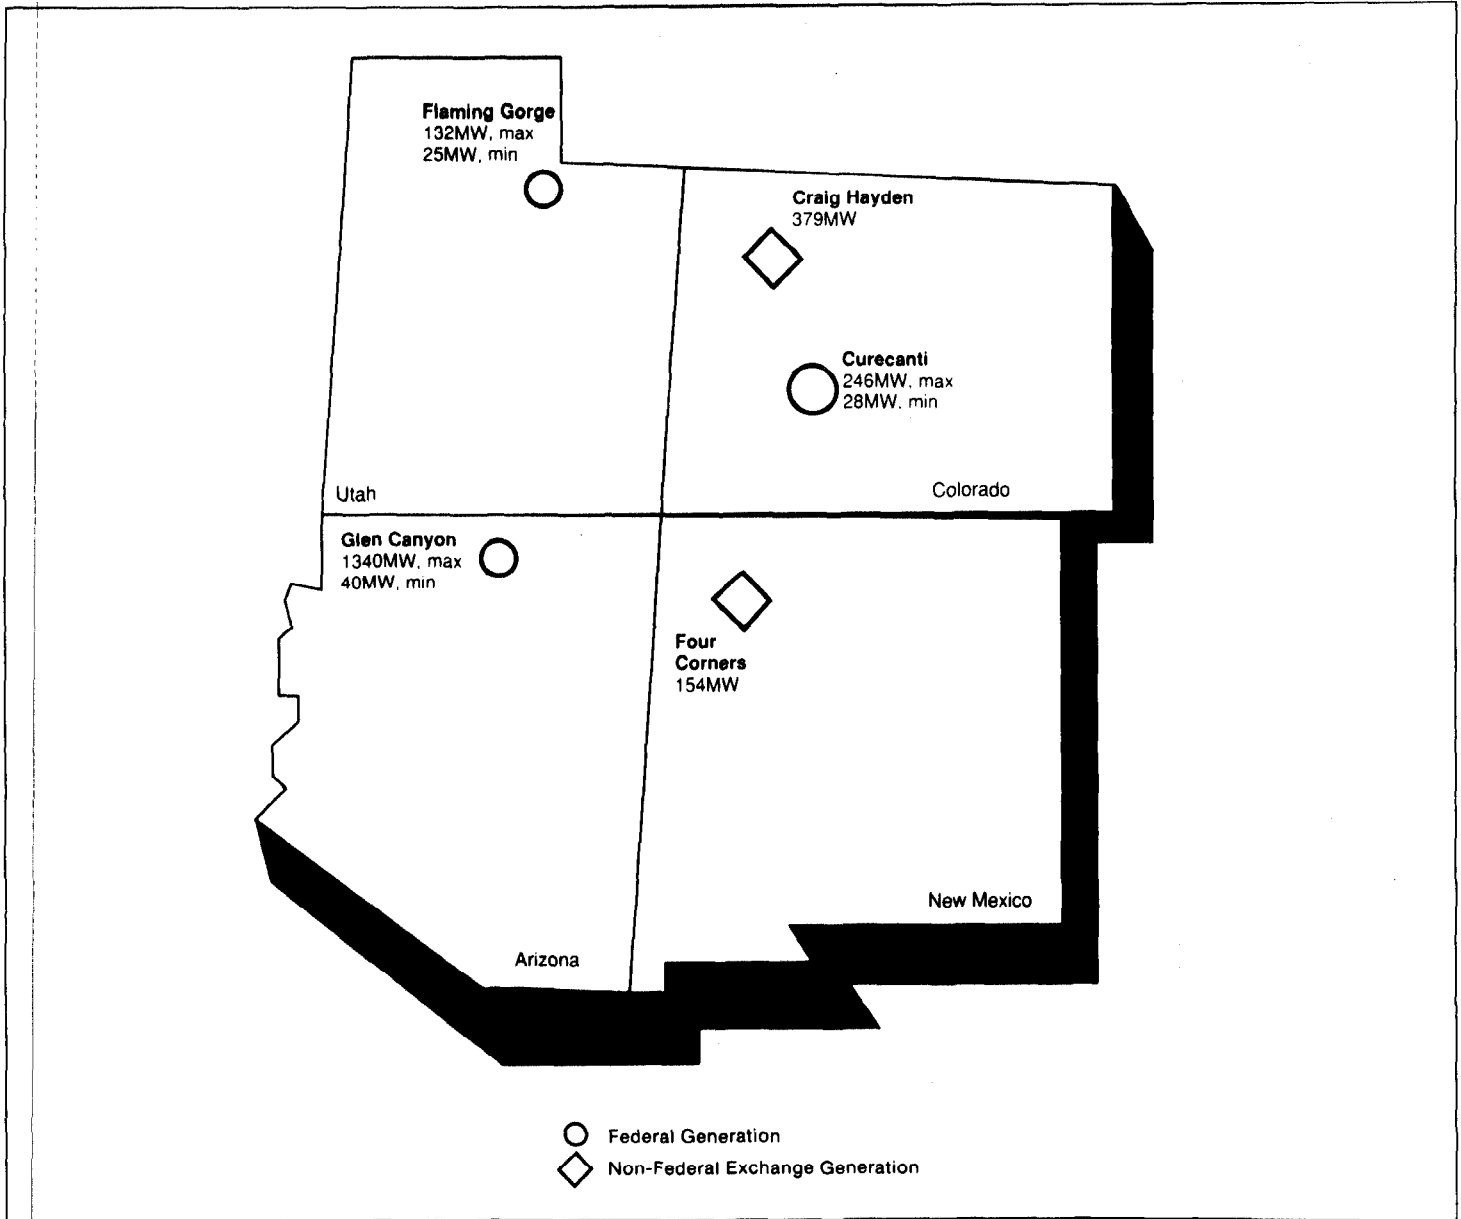 Flaming Gorge
132MW, max
25MW, min
Craig Hayden
379MW
Curecanti
246MW, max
28MW, min
Utah
Colorado
Glen Canyon
1340MW, max
40MW, min
Four
Corners
154MW
New Mexico
Arizona
Federal Generation
Non-Federal Exchange Generation